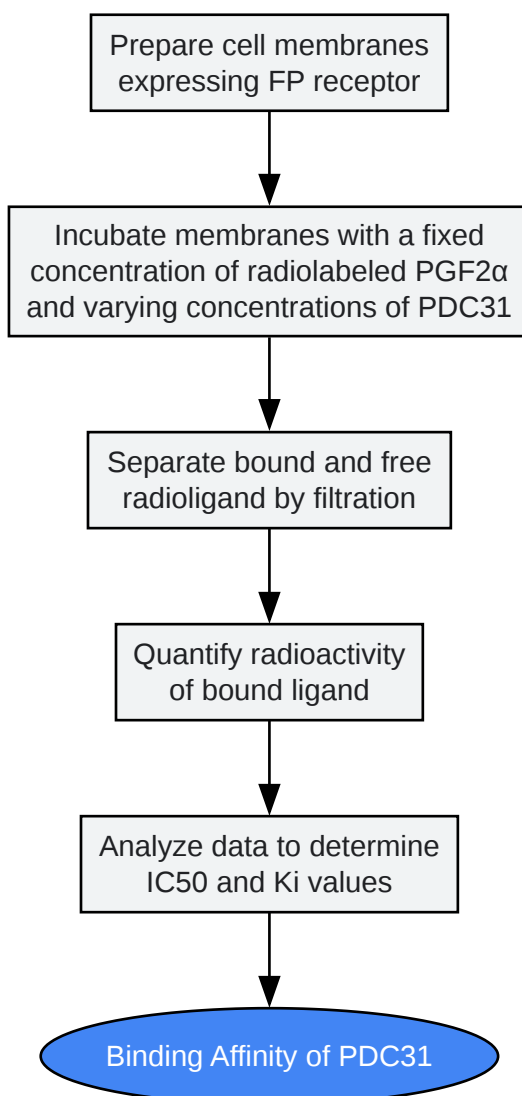 Prepare cell membranes
expressing FP receptor
Incubate membranes with a fixed
concentration of radiolabeled PGF2α
and varying concentrations of PDC31
Separate bound and free
radioligand by filtration
Quantify radioactivity
of bound ligand
Analyze data to determine
IC50 and Ki values
Binding Affinity of PDC31